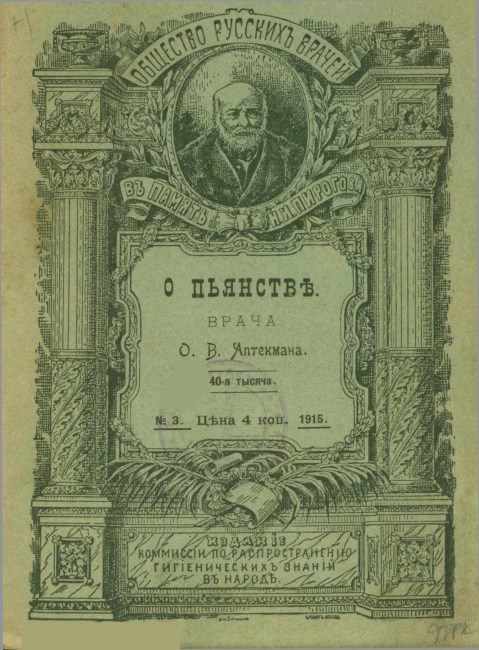 ОБЩЕСТВО РУССКИХЪ ВРАЧЕЙ
ВЪ ПАМЯТЬ Н.И.ПИРОГОВА
О ПЬЯНСТВѢ.
ВРАЧА
О. В. Аптекмана.
40-я тысяча.
№ 3. Цѣна 4 коп. 1915.
ИЗДАНІЕ
КОММИССІИ ПО РАСПРОСТРАНЕНІЮ
ГИГІЕНИЧЕСКИХЪ ЗНАНІЙ
ВЪ НАРОДѢ.